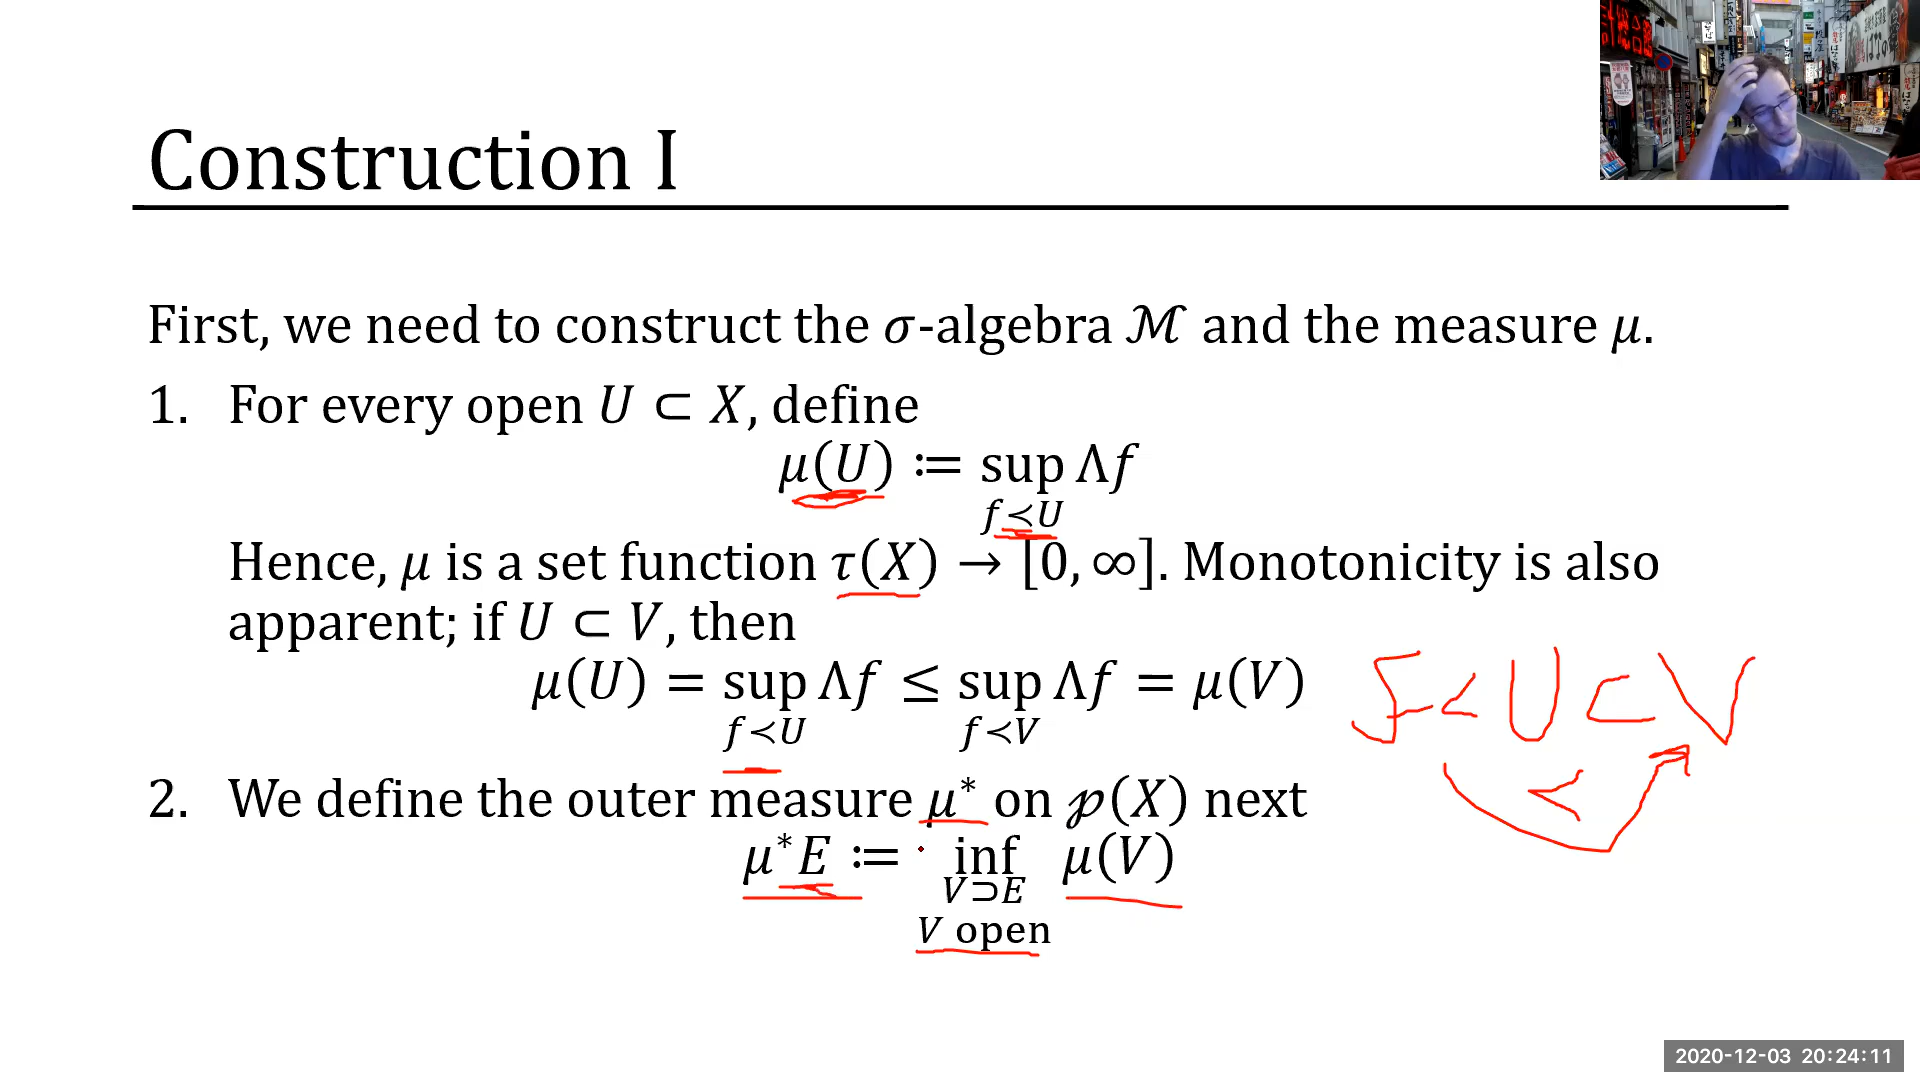 Construction I
First, we need to construct the σ-algebra ℳ and the measure μ.
1. For every open U ⊂ X, define
μ(U) ≔ sup Λf
f≺U
Hence, μ is a set function τ(X) → [0, ∞]. Monotonicity is also
apparent; if U ⊂ V, then
μ(U) = sup Λf ≤ sup Λf = μ(V)
f≺U f≺V
f ≺ U ⊂ V
≺
2. We define the outer measure μ* on ℘(X) next
μ*E ≔ inf μ(V)
V⊃E
V open
2020-12-03 20:24:11